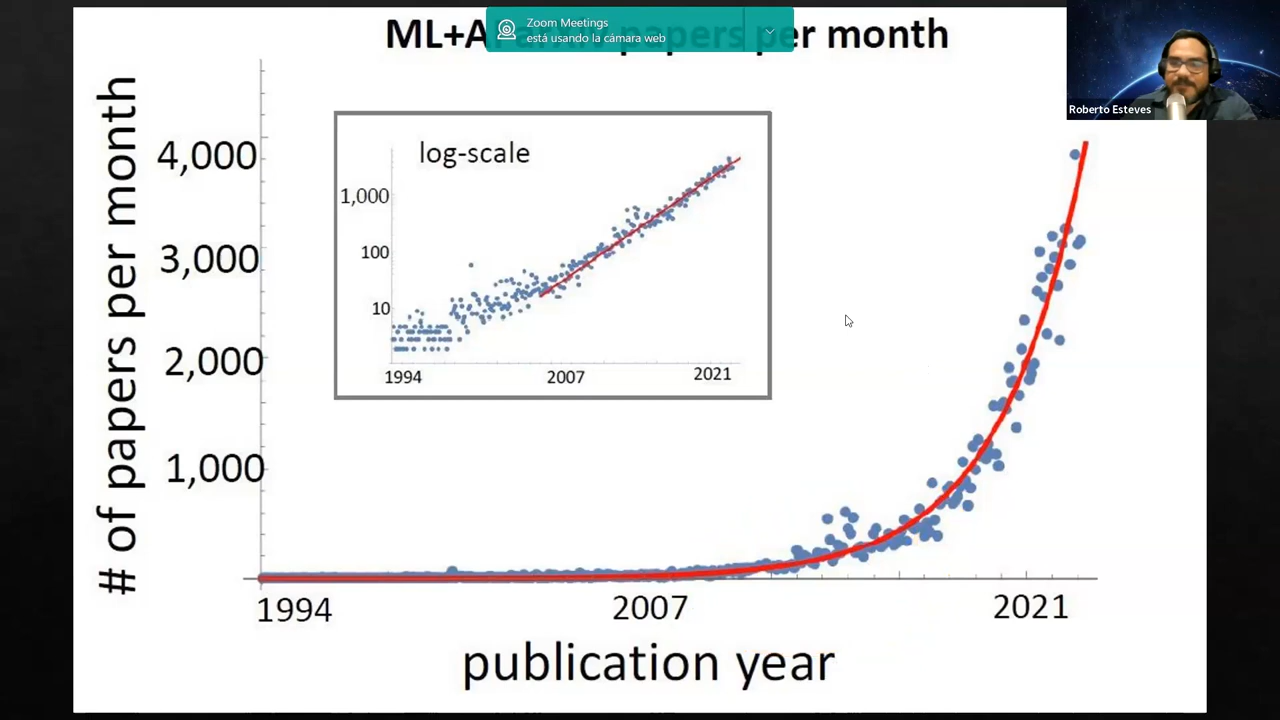 ML+A papers per month
Zoom Meetings
está usando la cámara web
Roberto Esteves
# of papers per month
4,000
3,000
2,000
1,000
log-scale
1,000
100
10
1994
2007
2021
1994
2007
2021
publication year